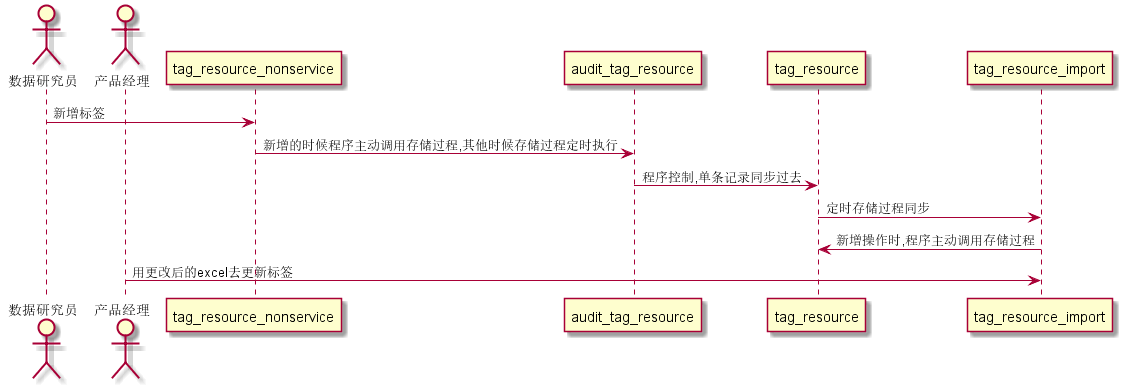 数据研究员
产品经理
tag_resource_nonservice
audit_tag_resource
tag_resource
tag_resource_import
新增标签
新增的时候程序主动调用存储过程,其他时候存储过程定时执行
程序控制,单条记录同步过去
定时存储过程同步
新增操作时,程序主动调用存储过程
用更改后的excel去更新标签
数据研究员
产品经理
tag_resource_nonservice
audit_tag_resource
tag_resource
tag_resource_import